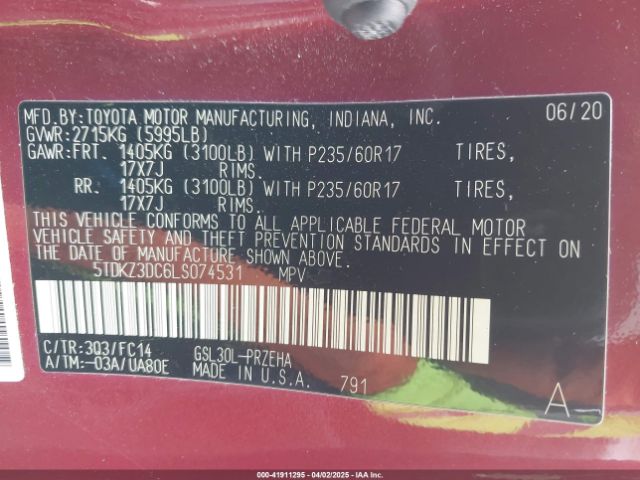 MFD.BY:TOYOTA MOTOR MANUFACTURING, INDIANA, INC. 06/20
GVWR:2715KG (5995LB)
GAWR:FRT. 1405KG (3100LB) WITH P235/60R17 TIRES,
17X7J RIMS.
RR. 1405KG (3100LB) WITH P235/60R17 TIRES,
17X7J RIMS.
THIS VEHICLE CONFORMS TO ALL APPLICABLE FEDERAL MOTOR
VEHICLE SAFETY AND THEFT PREVENTION STANDARDS IN EFFECT ON
THE DATE OF MANUFACTURE SHOWN ABOVE.
5TDKZ3DC6LS074531 MPV
C/TR:3Q3/FC14 GSL30L-PRZEHA
A/TM:-03A/UA80E MADE IN U.S.A. 791 A-
000-41911295 - 04/02/2025 - IAAI.COM